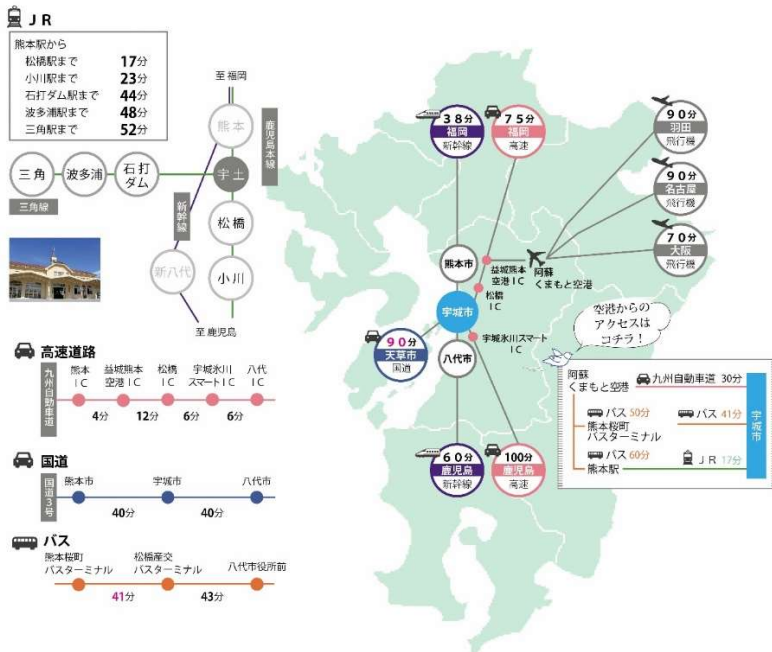 JR
熊本駅から
松橋駅まで 17分
小川駅まで 23分
石打ダム駅まで 44分
波多浦駅まで 48分
三角駅まで 52分
至福岡
熊本
鹿児島本線
三角
波多浦
石打
ダム
宇土
三角線
新幹線
松橋
新八代
小川
至鹿児島
高速道路
九州自動車道
熊本
IC
益城熊本
空港IC
松橋
IC
宇城氷川
スマートIC
八代
IC
4分 12分 6分 6分
国道
国道3号
熊本市 宇城市 八代市
40分 40分
バス
熊本桜町
バスターミナル
松橋産交
バスターミナル
八代市役所前
41分 43分
38分
福岡
新幹線
75分
福岡
高速
90分
羽田
飛行機
90分
名古屋
飛行機
70分
大阪
飛行機
熊本市
益城熊本
空港IC
阿蘇
くまもと空港
松橋
IC
宇城市
宇城氷川スマート
IC
90分
天草市
国道
八代市
60分
鹿児島
新幹線
100分
鹿児島
高速
空港からの
アクセスは
コチラ！
阿蘇
くまもと空港
九州自動車道 30分
バス 50分
熊本桜町
バスターミナル
バス 41分
バス 60分
熊本駅
JR 17分
宇城市